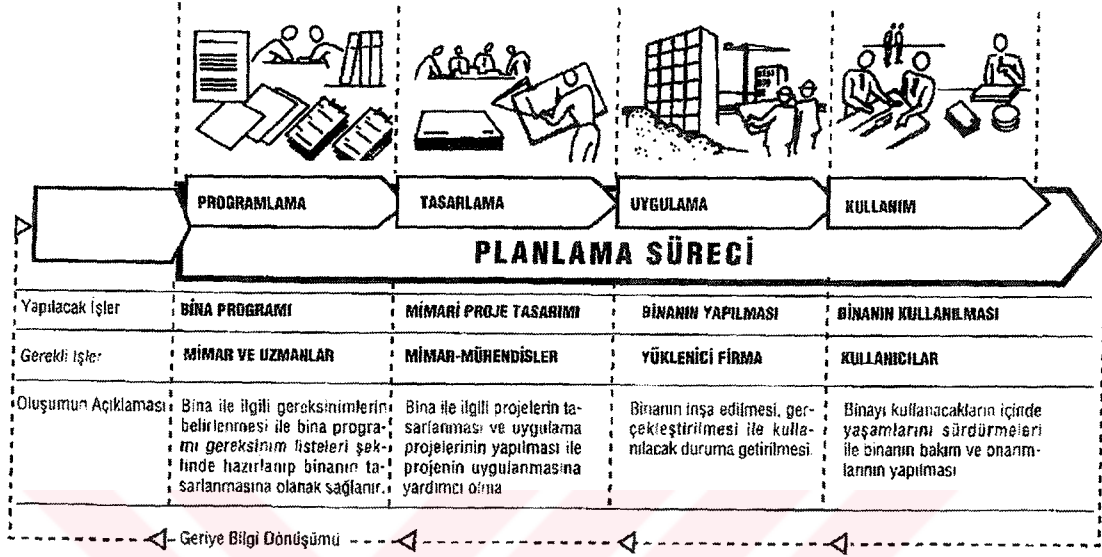 PROGRAMLAMA
TASARLAMA
UYGULAMA
KULLANIM
PLANLAMA SÜRECİ
Yapılacak İşler
BİNA PROGRAMI
MİMARİ PROJE TASARIMI
BİNANIN YAPILMASI
BİNANIN KULLANILMASI
Gerekli İşler
MİMAR VE UZMANLAR
MİMAR-MÜHENDİSLER
YÜKLENİCİ FİRMA
KULLANICILAR
Oluşumun Açıklaması
Bina ile ilgili gereksinimlerin
belirlenmesi ile bina progra-
mı gereksinim listeleri şek-
linde hazırlanıp binanın ta-
sarlanmasına olanak sağlanır.
Bina ile ilgili projelerin ta-
sarlanması ve uygulama
projelerinin yapılması ile
projenin uygulanmasına
yardımcı olma
Binanın inşa edilmesi, ger-
çekleştirilmesi ile kulla-
nılacak duruma getirilmesi
Binayı kullanacakların içinde
yaşamlarını sürdürmeleri
ile binanın bakım ve onarım-
larının yapılması
Geriye Bilgi Dönüşümü